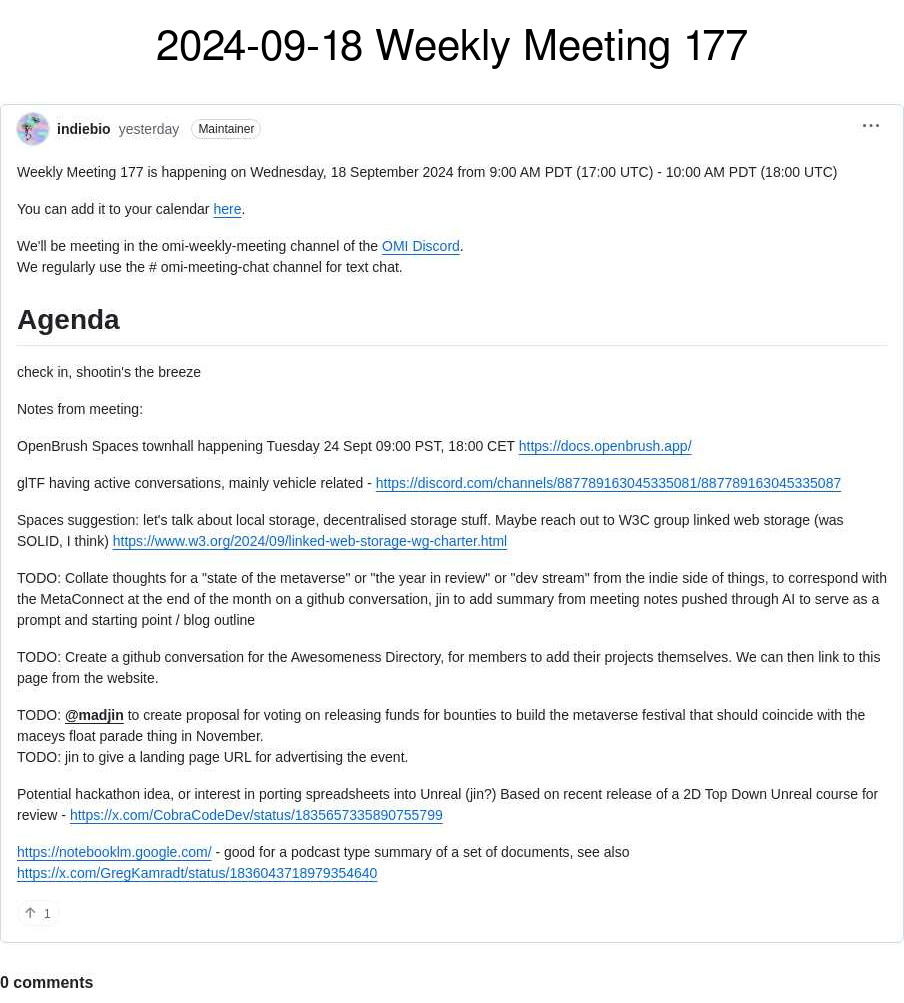 2024-09-18 Weekly Meeting 177
indiebio yesterday Maintainer
Weekly Meeting 177 is happening on Wednesday, 18 September 2024 from 9:00 AM PDT (17:00 UTC) - 10:00 AM PDT (18:00 UTC)
You can add it to your calendar here.
We'll be meeting in the omi-weekly-meeting channel of the OMI Discord.
We regularly use the # omi-meeting-chat channel for text chat.
Agenda
check in, shootin's the breeze
Notes from meeting:
OpenBrush Spaces townhall happening Tuesday 24 Sept 09:00 PST, 18:00 CET https://docs.openbrush.app/
glTF having active conversations, mainly vehicle related - https://discord.com/channels/887789163045335081/887789163045335087
Spaces suggestion: let's talk about local storage, decentralised storage stuff. Maybe reach out to W3C group linked web storage (was
SOLID, I think) https://www.w3.org/2024/09/linked-web-storage-wg-charter.html
TODO: Collate thoughts for a "state of the metaverse" or "the year in review" or "dev stream" from the indie side of things, to correspond with
the MetaConnect at the end of the month on a github conversation, jin to add summary from meeting notes pushed through AI to serve as a
prompt and starting point / blog outline
TODO: Create a github conversation for the Awesomeness Directory, for members to add their projects themselves. We can then link to this
page from the website.
TODO: @madjin to create proposal for voting on releasing funds for bounties to build the metaverse festival that should coincide with the
maceys float parade thing in November.
TODO: jin to give a landing page URL for advertising the event.
Potential hackathon idea, or interest in porting spreadsheets into Unreal (jin?) Based on recent release of a 2D Top Down Unreal course for
review - https://x.com/CobraCodeDev/status/1835657335890755799
https://notebooklm.google.com/ - good for a podcast type summary of a set of documents, see also
https://x.com/GregKamradt/status/1836043718979354640
1
0 comments